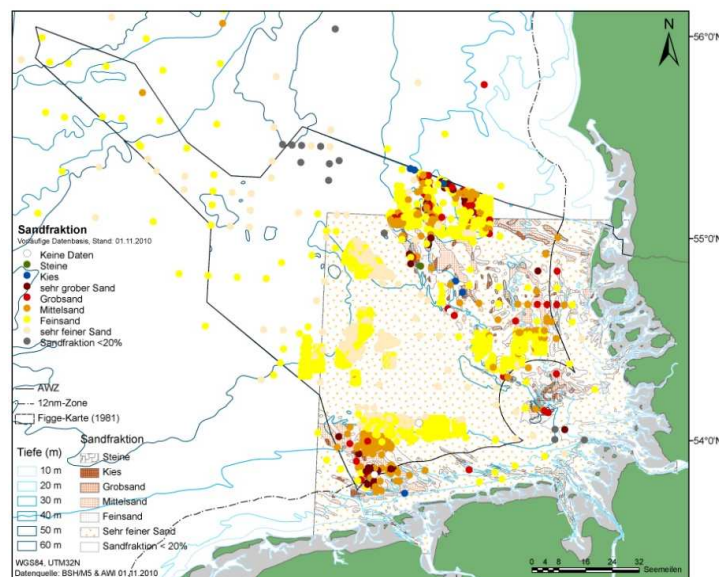 N
56°0'N
55°0'N
54°0'N
Sandfraktion
Vorläufige Datenbasis, Stand: 01.11.2010
Keine Daten
Steine
Kies
sehr grober Sand
Grobsand
Mittelsand
Feinsand
sehr feiner Sand
Sandfraktion <20%
AWZ
12nm-Zone
Figge-Karte (1981)
Tiefe (m)
10 m
20 m
30 m
40 m
50 m
60 m
Sandfraktion
Steine
Kies
Grobsand
Mittelsand
Feinsand
Sehr feiner Sand
Sandfraktion < 20%
WGS84, UTM32N
Datenquelle: BSH/M5 & AWI 01.11.2010
0 4 8 16 24 32
Seemeilen